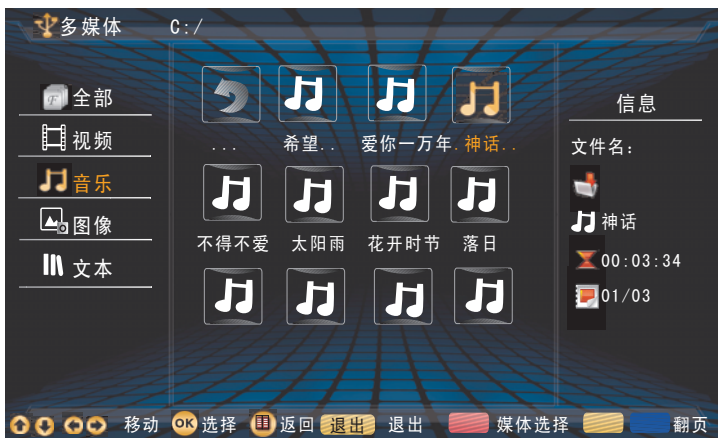 多媒体 C:/
全部
视频
音乐
图像
文本
... 希望.. 爱你一万年. 神话..
不得不爱 太阳雨 花开时节 落日
信息
文件名:
神话
00:03:34
01/03
移动 OK 选择 返回 退出 退出 媒体选择 翻页